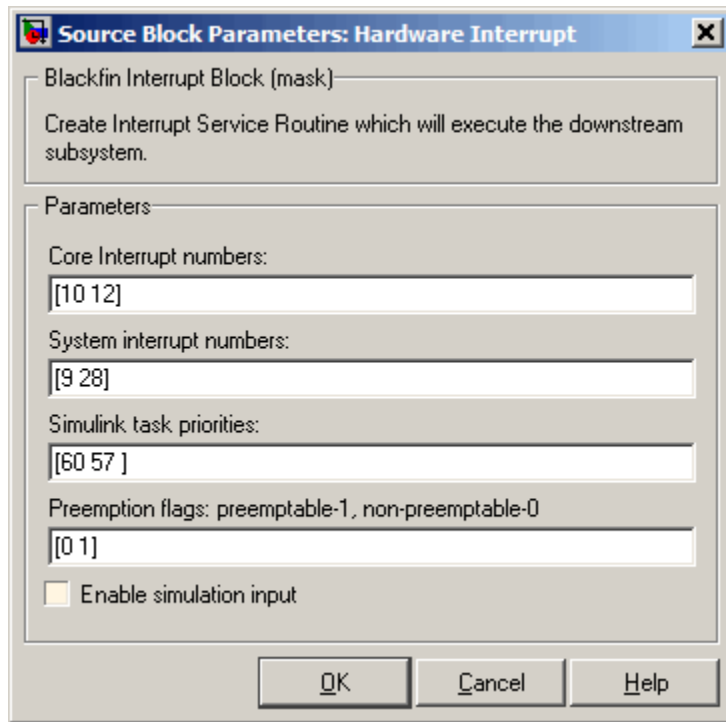 Source Block Parameters: Hardware Interrupt
Blackfin Interrupt Block (mask)
Create Interrupt Service Routine which will execute the downstream
subsystem.
Parameters
Core Interrupt numbers:
[10 12]
System interrupt numbers:
[9 28]
Simulink task priorities:
[60 57 ]
Preemption flags: preemptable-1, non-preemptable-0
[0 1]
Enable simulation input
OK Cancel Help